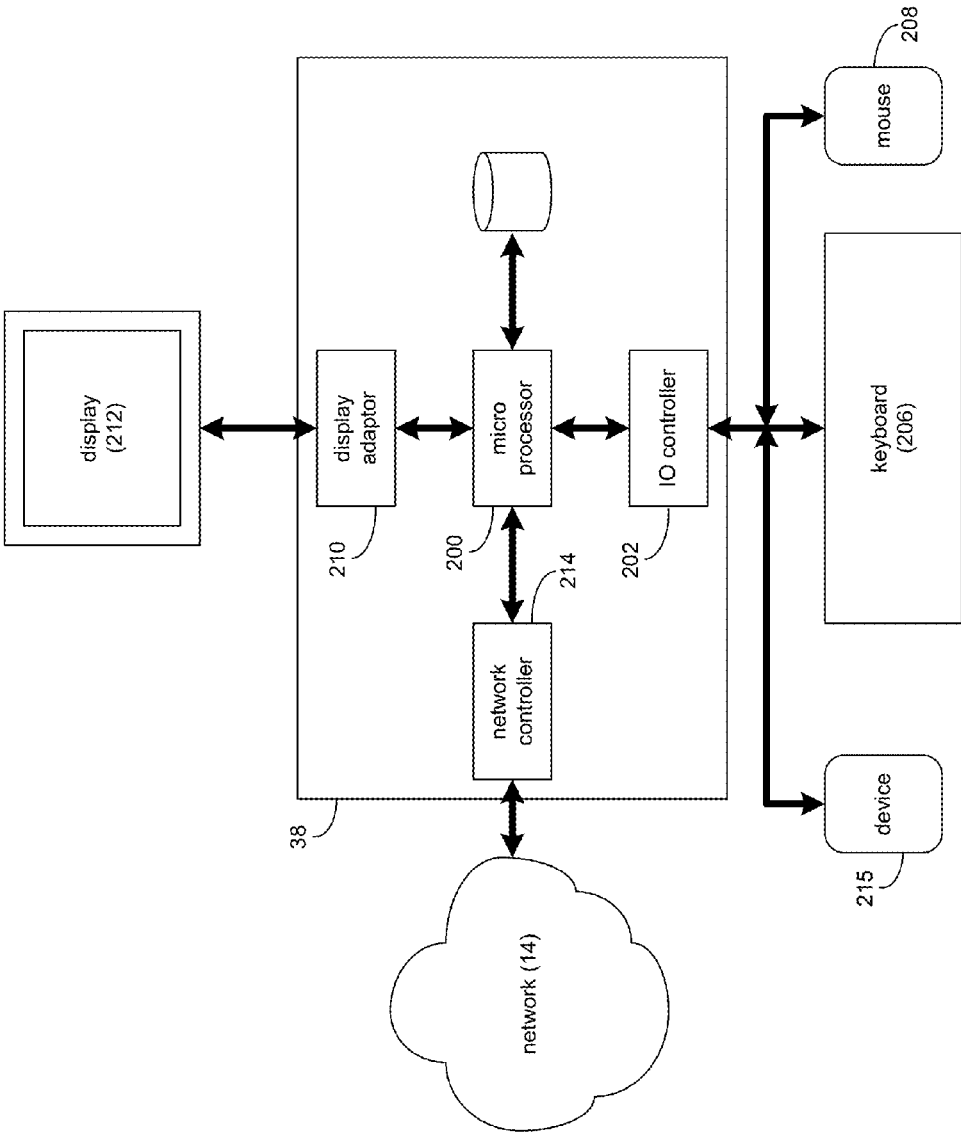 display
(212)
display
adaptor
210
micro
processor
200
network
controller
214
IO controller
202
38
network (14)
device
215
keyboard
(206)
mouse
208